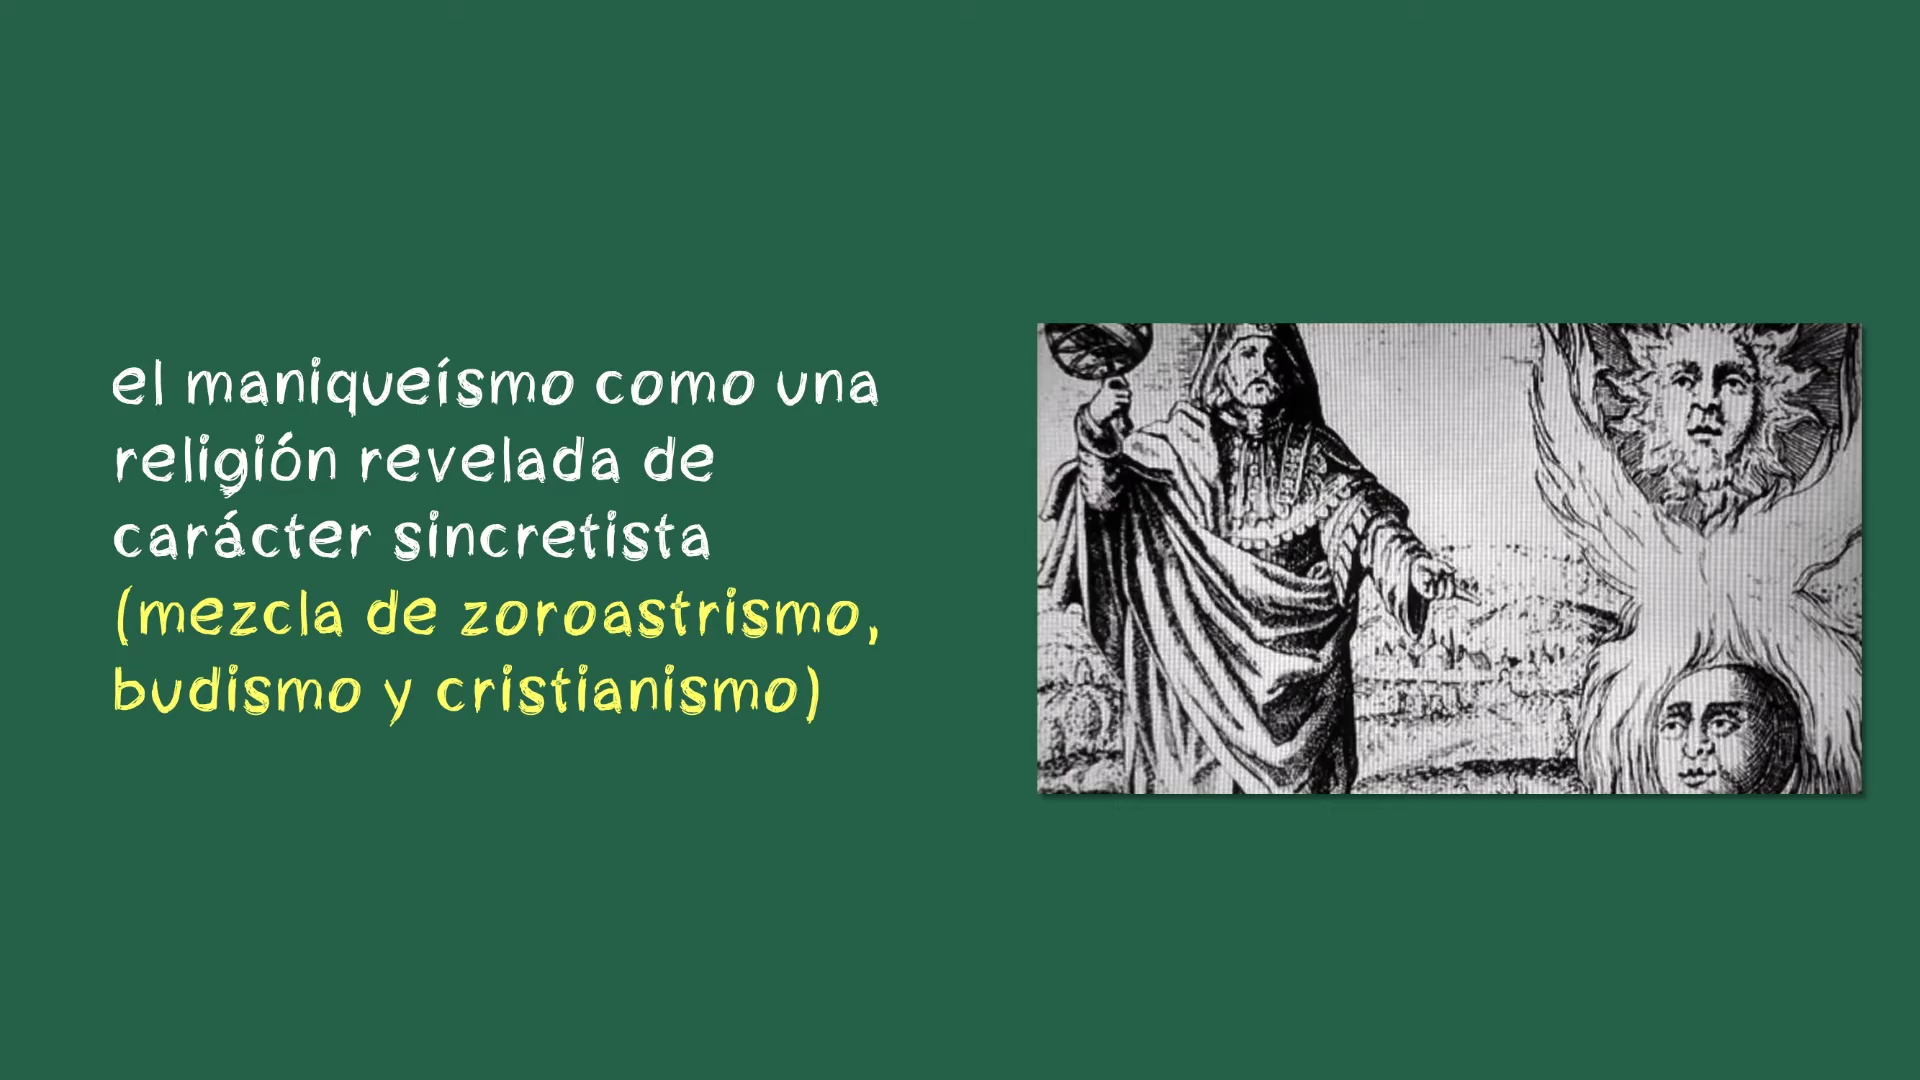 el maniqueísmo como una
religión revelada de
carácter sincretista
(mezcla de zoroastrismo,
budismo y cristianismo)